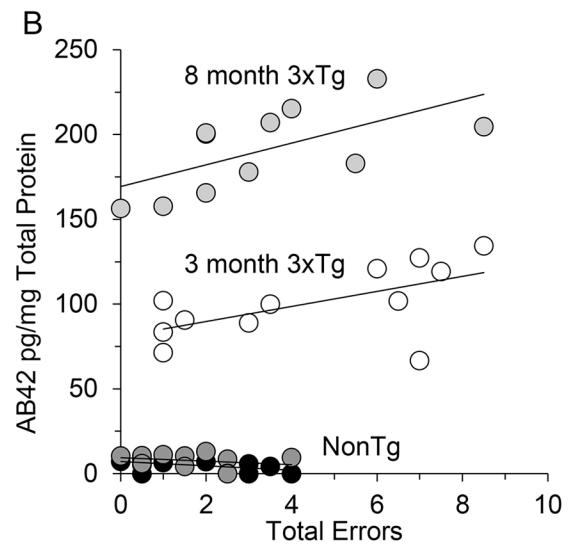 B
250
200
150
100
50
0
AB42 pg/mg Total Protein
8 month 3xTg
3 month 3xTg
NonTg
0 2 4 6 8 10
Total Errors